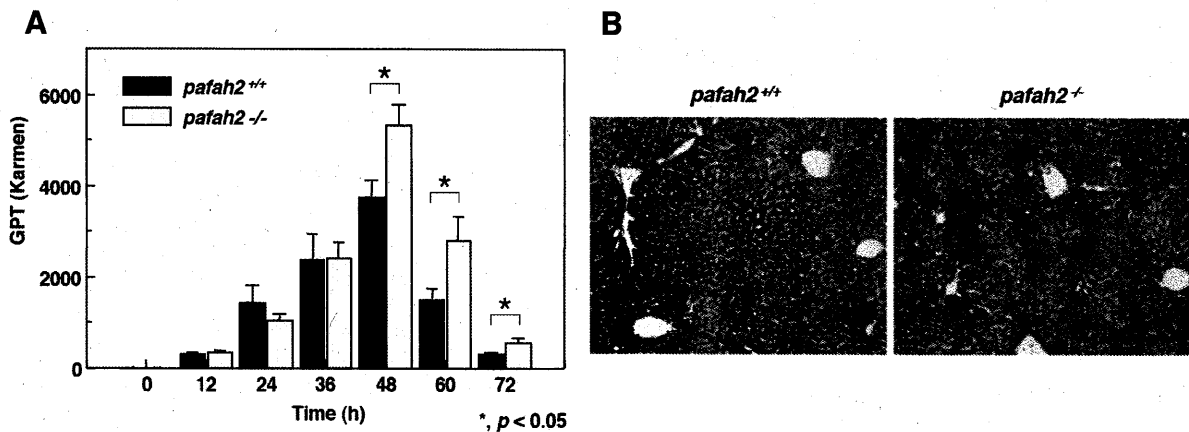 A
pafah2+/+
pafah2 -/-
GPT (Karmen)
6000
4000
2000
0
*
*
*
0 12 24 36 48 60 72
Time (h)
*, p < 0.05
B
pafah2+/+
pafah2-/-